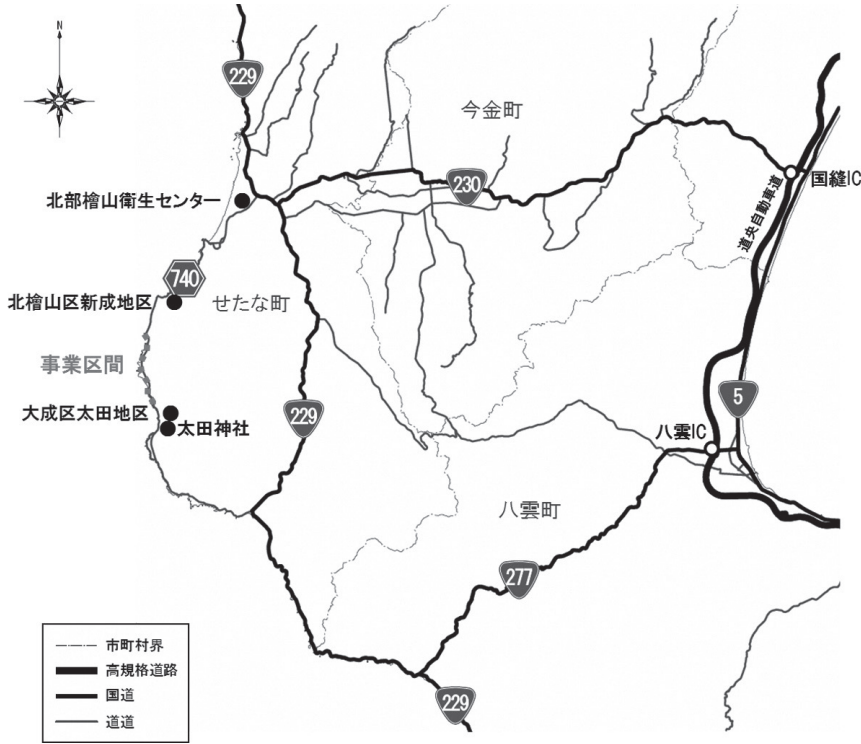 N
229
今金町
230
国縫IC
道央自動車道
北部檜山衛生センター
740
北檜山区新成地区
せたな町
事業区間
大成区太田地区
太田神社
229
5
八雲IC
八雲町
277
229
市町村界
高規格道路
国道
道道